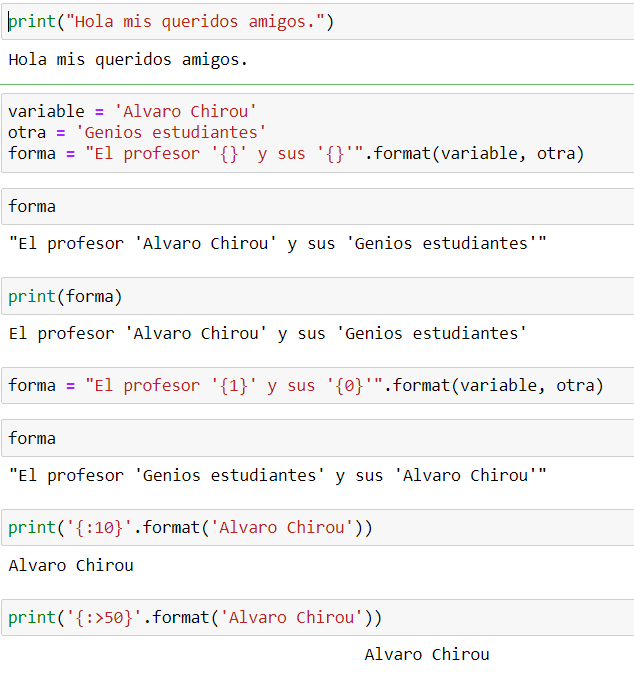 print("Hola mis queridos amigos.")
Hola mis queridos amigos.
variable = 'Alvaro Chirou'
otra = 'Genios estudiantes'
forma = "El profesor '{}' y sus '{}'".format(variable, otra)
forma
"El profesor 'Alvaro Chirou' y sus 'Genios estudiantes'"
print(forma)
El profesor 'Alvaro Chirou' y sus 'Genios estudiantes'
forma = "El profesor '{1}' y sus '{0}'".format(variable, otra)
forma
"El profesor 'Genios estudiantes' y sus 'Alvaro Chirou'"
print('{:10}'.format('Alvaro Chirou'))
Alvaro Chirou
print('{:>50}'.format('Alvaro Chirou'))
Alvaro Chirou